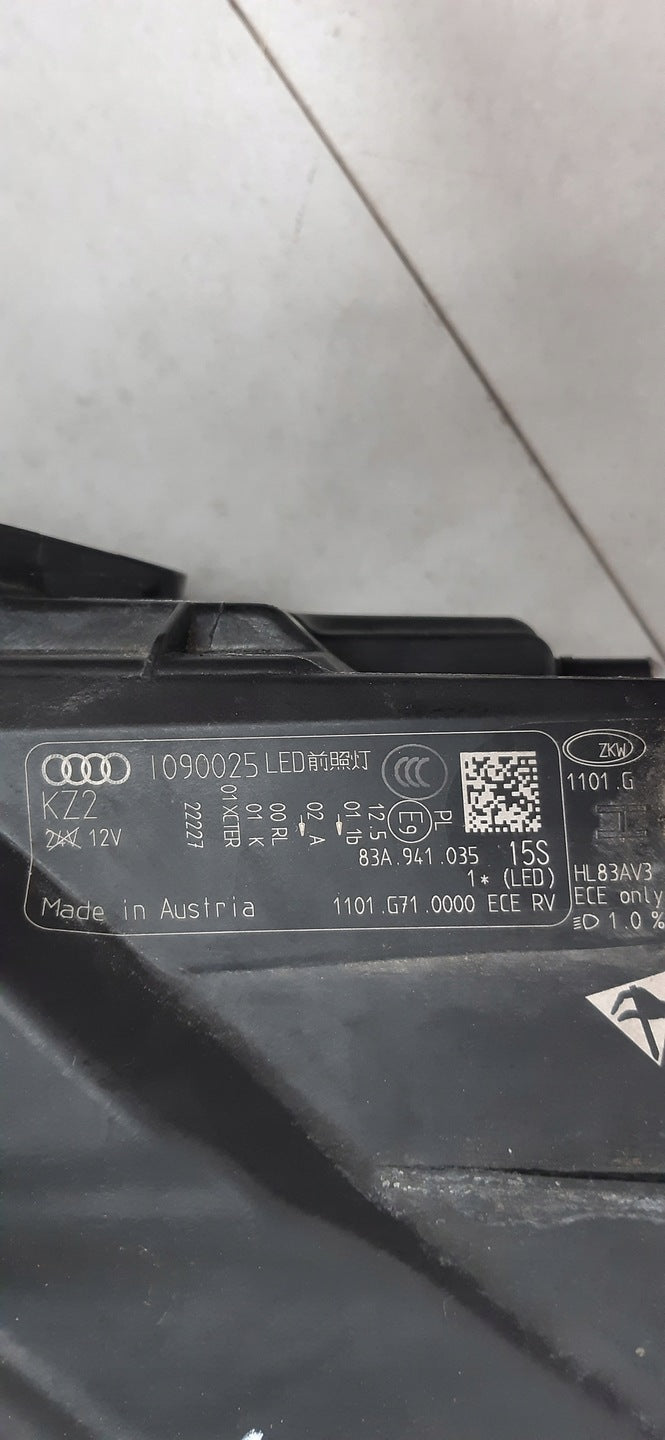 I090025 LED前照灯
KZ2
24V 12V
22227
01 XCTER
01 K
00 RL
02 A
01 1b
12.5
E9
PL
83A.941.035 15S
1* (LED)
Made in Austria
1101.G71.0000 ECE RV
ZKW
1101.G
HL83AV3
ECE only
1.0%